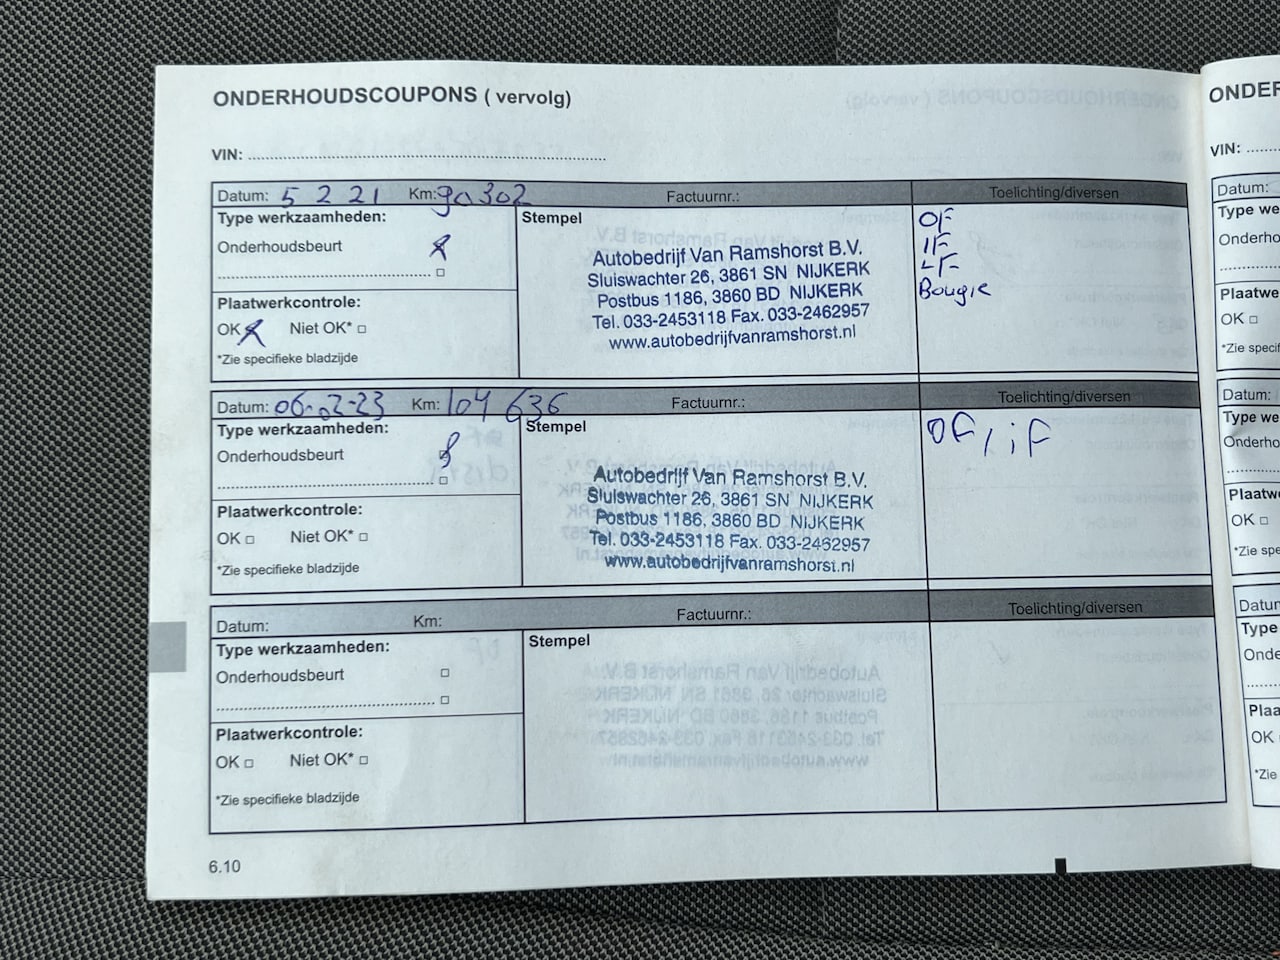 ONDERHOUDSCOUPONS ( vervolg)
VIN:
Datum: 5 2 21 Km: 90302 Factuurnr.: Toelichting/diversen
Type werkzaamheden:
Onderhoudsbeurt
Plaatwerkcontrole:
OK Niet OK*
*Zie specifieke bladzijde
Stempel
Autobedrijf Van Ramshorst B.V.
Sluiswachter 26, 3861 SN NIJKERK
Postbus 1186, 3860 BD NIJKERK
Tel. 033-2453118 Fax. 033-2462957
www.autobedrijfvanramshorst.nl
OF
IF
LF
Bougie
Datum: 06-02-23 Km: 104 636 Factuurnr.: Toelichting/diversen
Type werkzaamheden:
Onderhoudsbeurt
Plaatwerkcontrole:
OK Niet OK*
*Zie specifieke bladzijde
Stempel
Autobedrijf Van Ramshorst B.V.
Sluiswachter 26, 3861 SN NIJKERK
Postbus 1186, 3860 BD NIJKERK
Tel. 033-2453118 Fax. 033-2462957
www.autobedrijfvanramshorst.nl
OF / iF
Datum: Km: Factuurnr.: Toelichting/diversen
Type werkzaamheden:
Onderhoudsbeurt
Plaatwerkcontrole:
OK Niet OK*
*Zie specifieke bladzijde
Stempel
6.10
ONDER
VIN:
Datum:
Type we
Onderho
Plaatwe
OK
*Zie specif
Datum:
Type we
Onderho
Plaatw
OK
*Zie spe
Datur
Type
Onde
Plaa
OK
*Zie